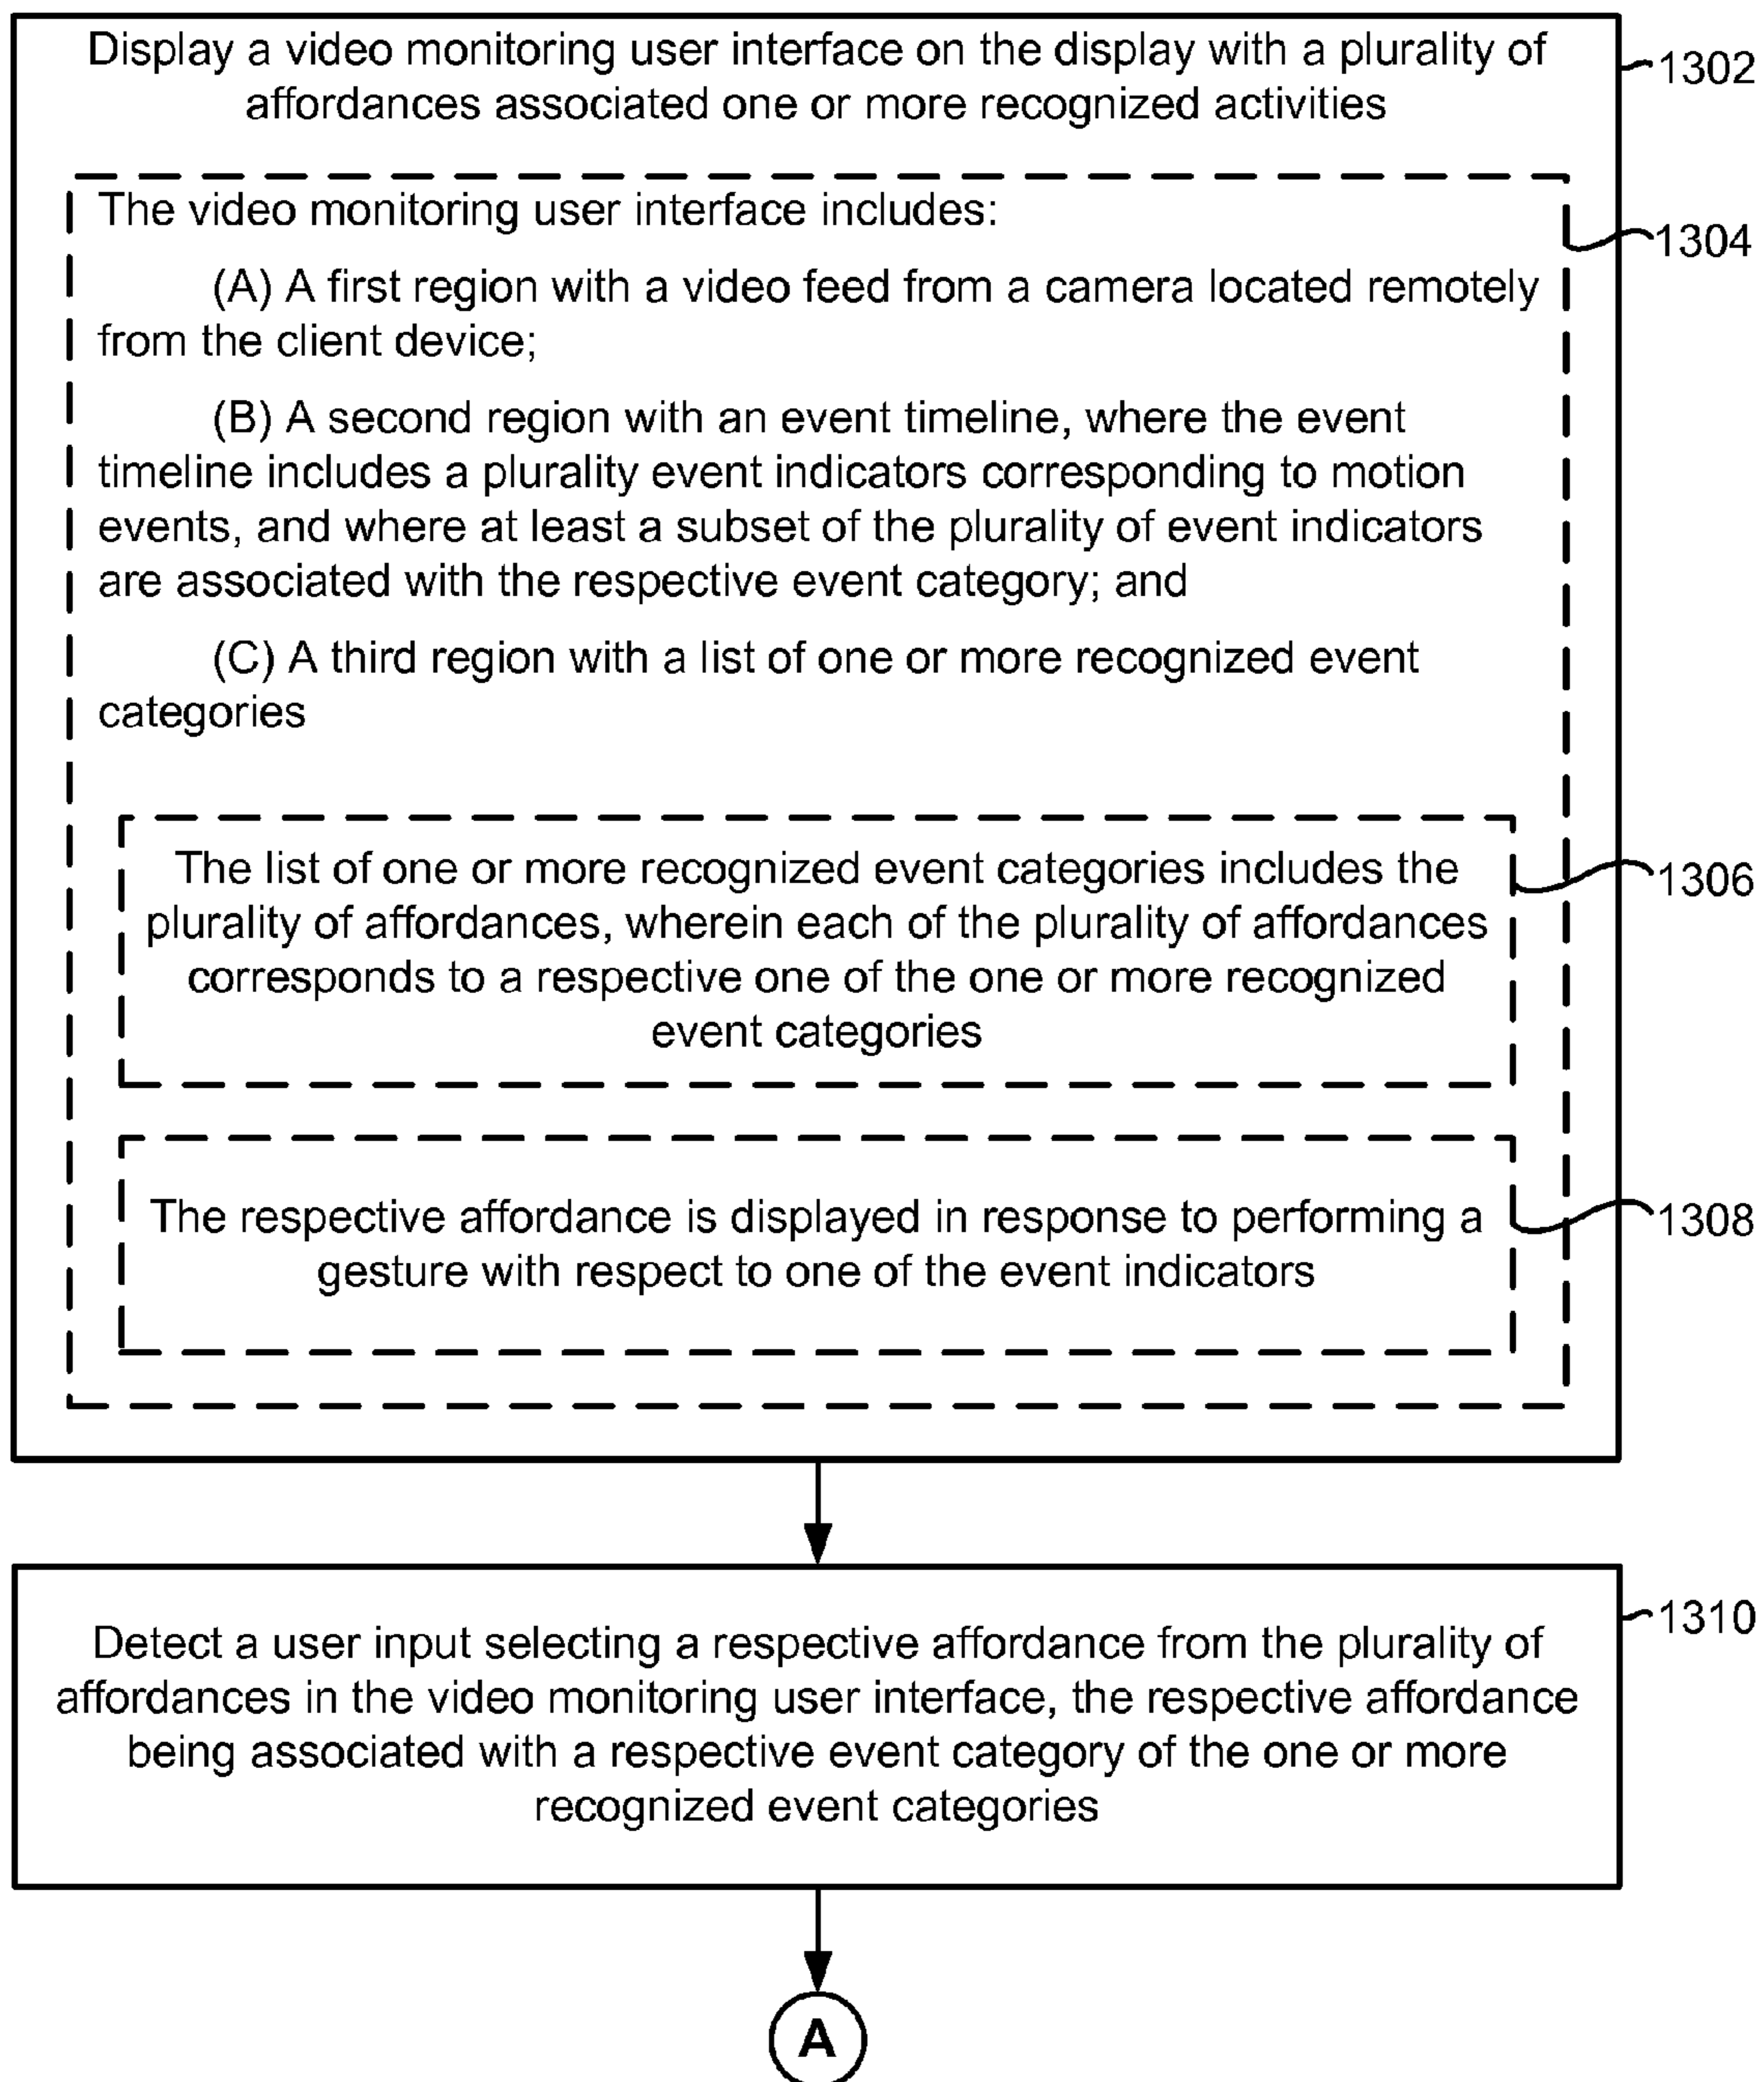 Display a video monitoring user interface on the display with a plurality of
affordances associated one or more recognized activities
1302
The video monitoring user interface includes:
1304
(A) A first region with a video feed from a camera located remotely
from the client device;
(B) A second region with an event timeline, where the event
timeline includes a plurality event indicators corresponding to motion
events, and where at least a subset of the plurality of event indicators
are associated with the respective event category; and
(C) A third region with a list of one or more recognized event
categories
The list of one or more recognized event categories includes the
plurality of affordances, wherein each of the plurality of affordances
corresponds to a respective one of the one or more recognized
event categories
1306
The respective affordance is displayed in response to performing a
gesture with respect to one of the event indicators
1308
Detect a user input selecting a respective affordance from the plurality of
affordances in the video monitoring user interface, the respective affordance
being associated with a respective event category of the one or more
recognized event categories
1310
A